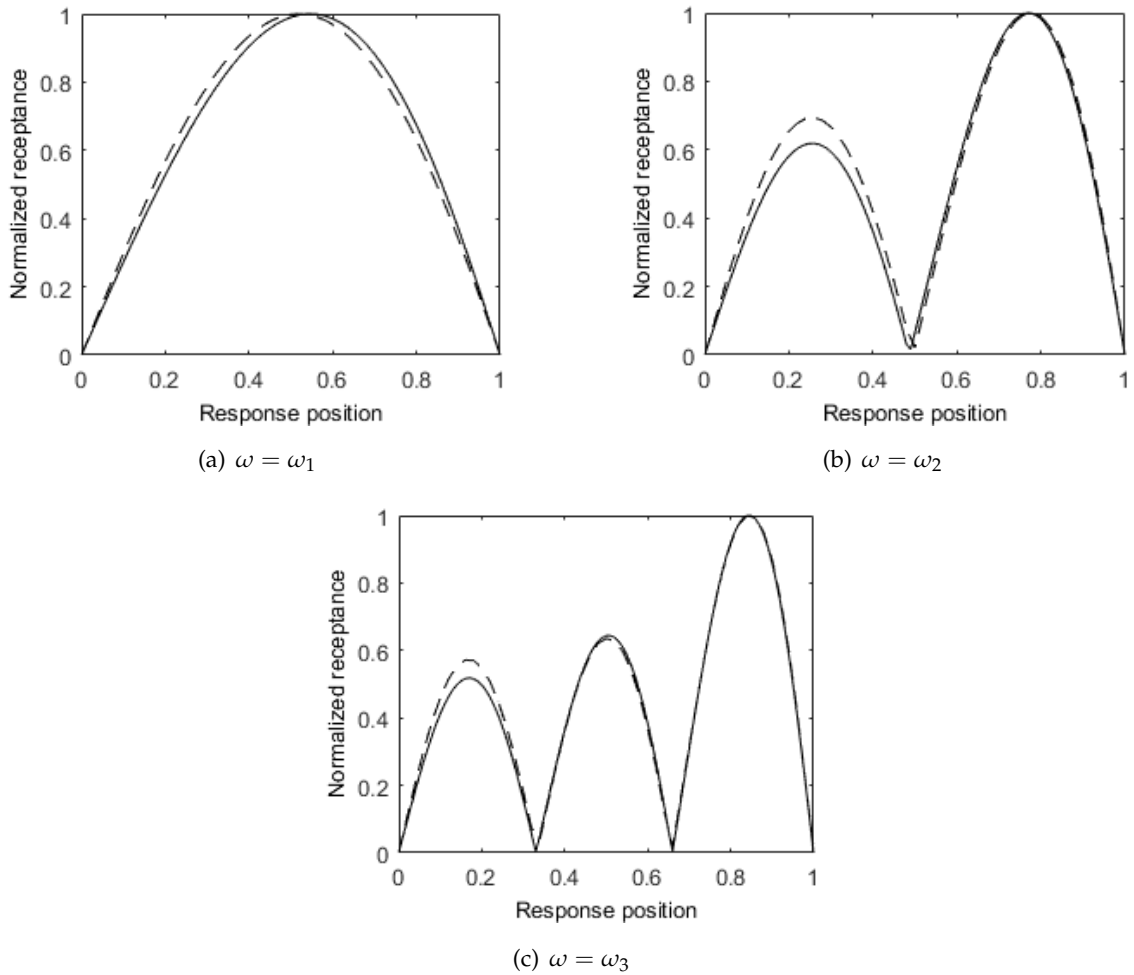 1
0.8
0.6
0.4
0.2
0
Normalized receptance
0 0.2 0.4 0.6 0.8 1
Response position
(a) ω = ω₁
1
0.8
0.6
0.4
0.2
0
Normalized receptance
0 0.2 0.4 0.6 0.8 1
Response position
(b) ω = ω₂
1
0.8
0.6
0.4
0.2
0
Normalized receptance
0 0.2 0.4 0.6 0.8 1
Response position
(c) ω = ω₃